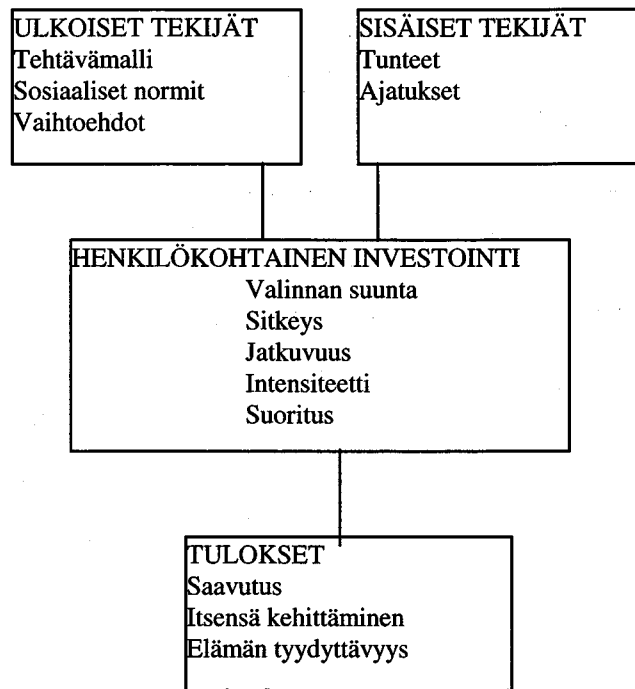 ULKOISET TEKIJÄT
Tehtävämalli
Sosiaaliset normit
Vaihtoehdot
SISÄISET TEKIJÄT
Tunteet
Ajatukset
HENKILÖKOHTAINEN INVESTOINTI
Valinnan suunta
Sitkeys
Jatkuvuus
Intensiteetti
Suoritus
TULOKSET
Saavutus
Itsensä kehittäminen
Elämän tyydyttävyys